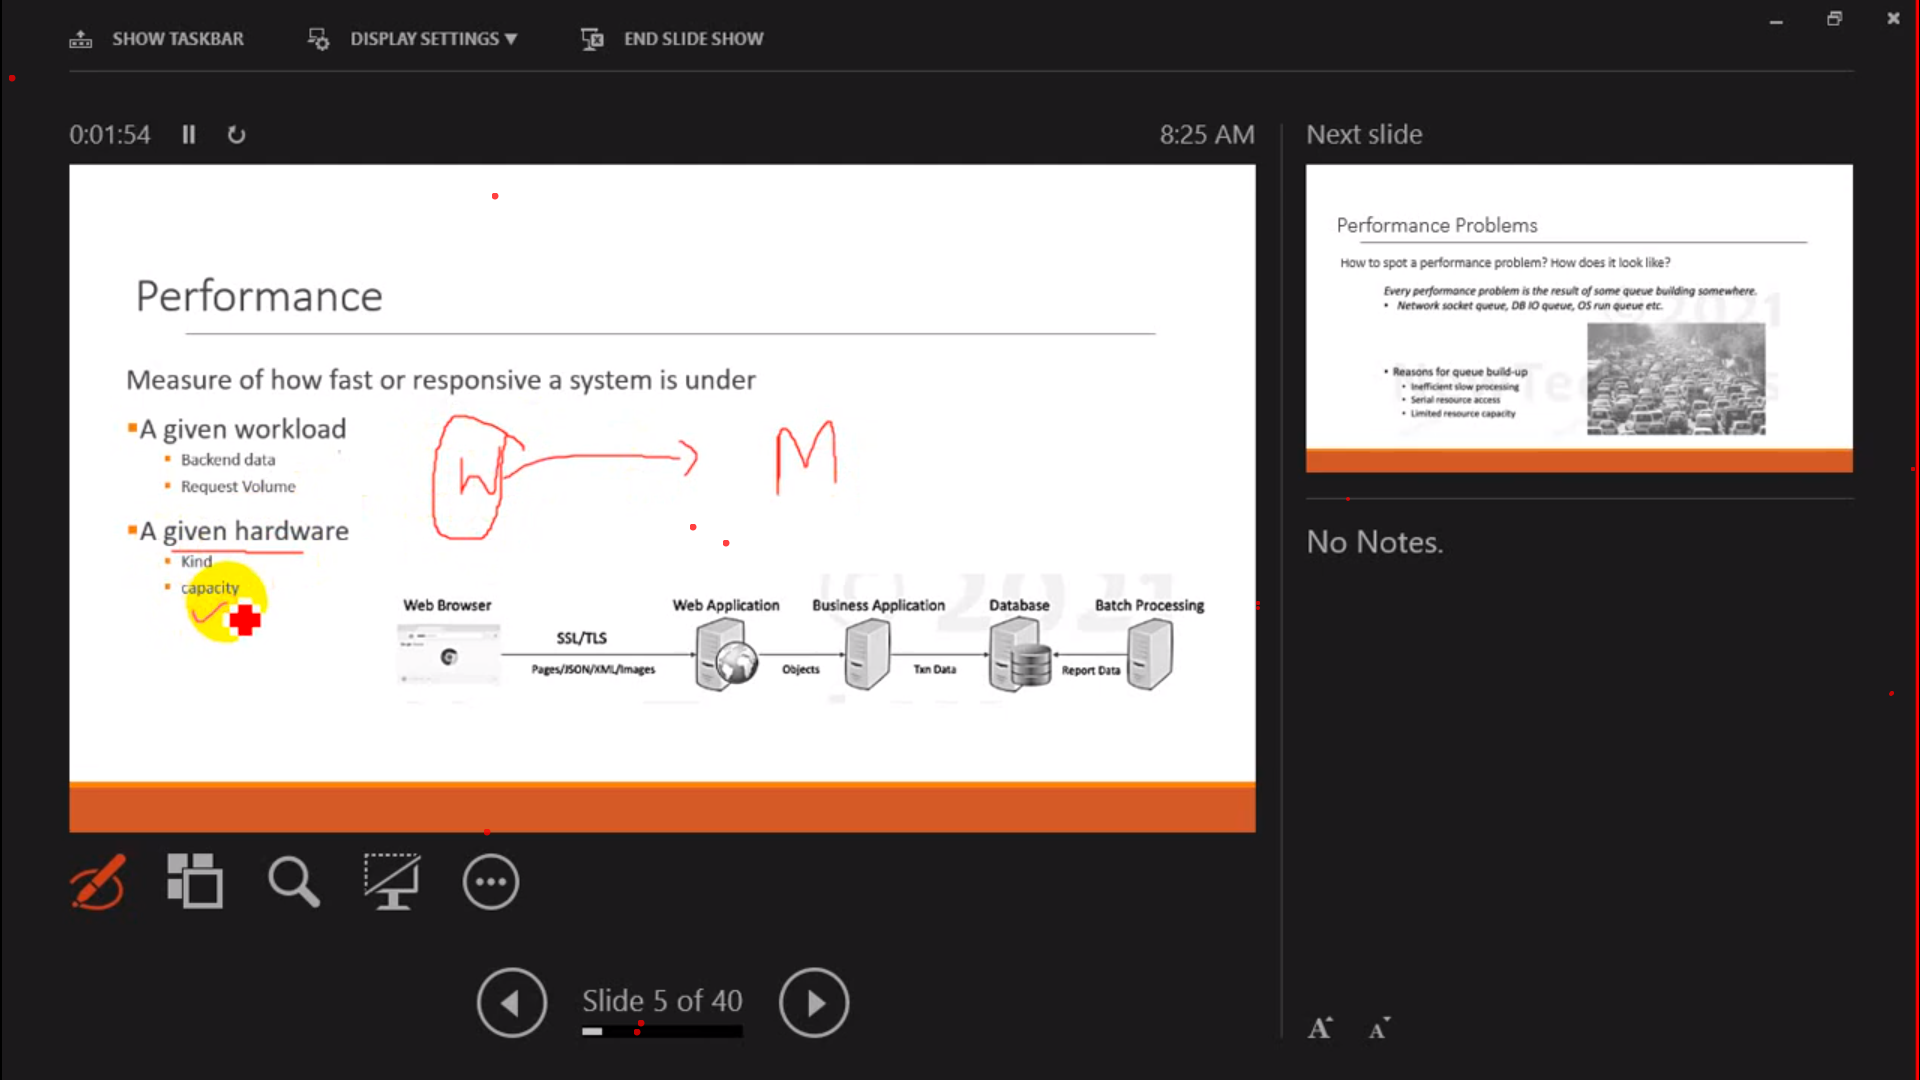 SHOW TASKBAR DISPLAY SETTINGS ▼ END SLIDE SHOW
0:01:54 8:25 AM
Performance
Measure of how fast or responsive a system is under
▪A given workload
▪ Backend data
▪ Request Volume
▪A given hardware
▪ Kind
▪ capacity
W M
Web Browser Web Application Business Application Database Batch Processing
SSL/TLS
Pages/JSON/XML/Images Objects Txn Data Report Data
Slide 5 of 40
Next slide
Performance Problems
How to spot a performance problem? How does it look like?
Every performance problem is the result of some queue building somewhere.
• Network socket queue, DB IO queue, OS run queue etc.
• Reasons for queue build-up
• Inefficient slow processing
• Serial resource access
• Limited resource capacity
No Notes.
A A